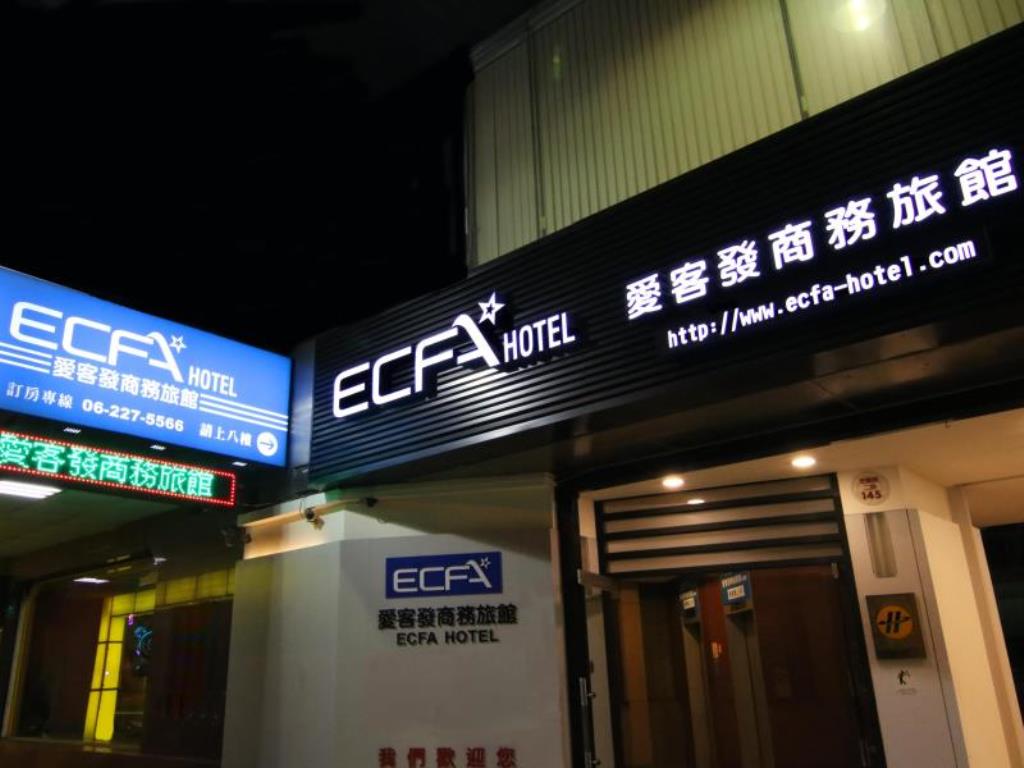 ECFA HOTEL
愛客發商務旅館
訂房專線 06-227-5566 請上八樓
愛客發商務旅館
ECFA HOTEL
愛客發商務旅館
http://www.ecfa-hotel.com
ECFA
愛客發商務旅館
ECFA HOTEL
我們歡迎您
145
H